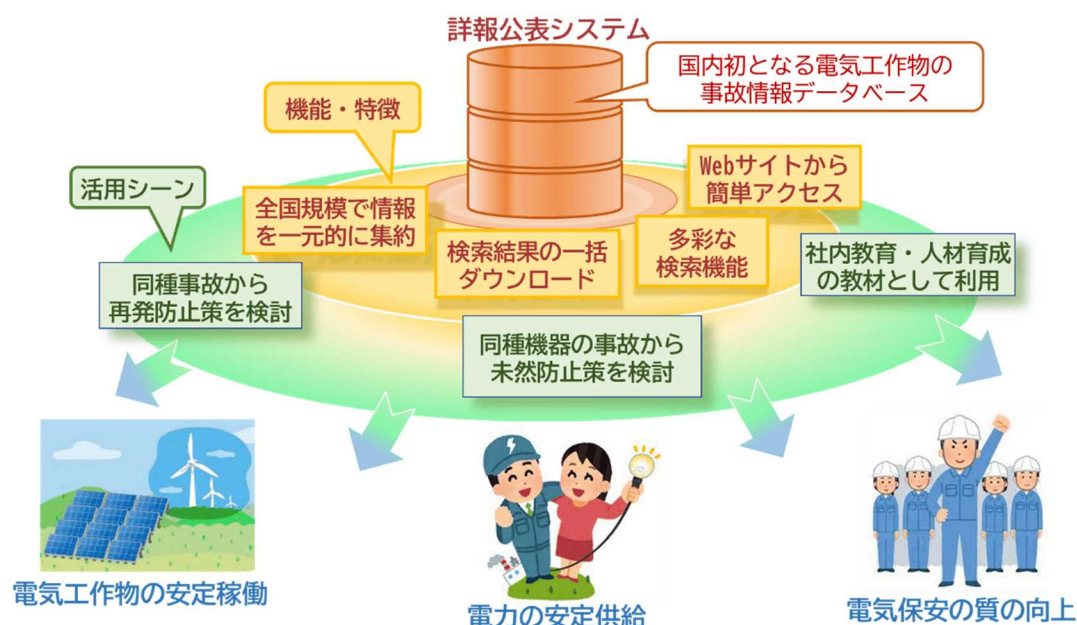 詳報公表システム
国内初となる電気工作物の
事故情報データベース
機能・特徴
活用シーン
Webサイトから
簡単アクセス
全国規模で情報
を一元的に集約
検索結果の一括
ダウンロード
多彩な
検索機能
社内教育・人材育成
の教材として利用
同種事故から
再発防止策を検討
同種機器の事故から
未然防止策を検討
電気工作物の安定稼働
電力の安定供給
電気保安の質の向上